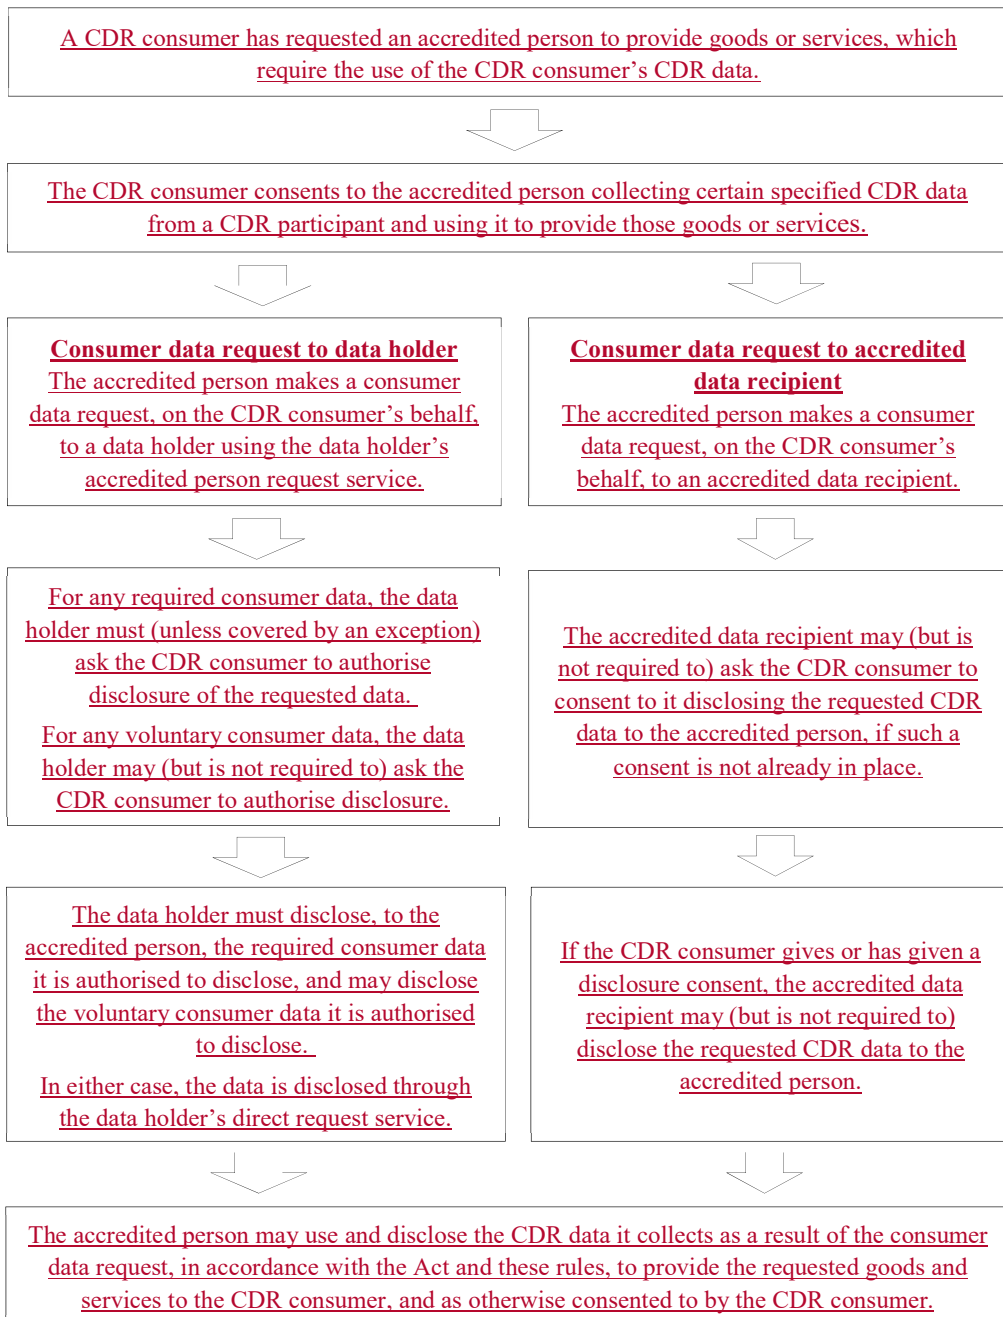 A CDR consumer has requested an accredited person to provide goods or services, which
require the use of the CDR consumer’s CDR data.
The CDR consumer consents to the accredited person collecting certain specified CDR data
from a CDR participant and using it to provide those goods or services.
Consumer data request to data holder
The accredited person makes a consumer
data request, on the CDR consumer’s behalf,
to a data holder using the data holder’s
accredited person request service.
Consumer data request to accredited
data recipient
The accredited person makes a consumer
data request, on the CDR consumer’s
behalf, to an accredited data recipient.
For any required consumer data, the data
holder must (unless covered by an exception)
ask the CDR consumer to authorise
disclosure of the requested data.
For any voluntary consumer data, the data
holder may (but is not required to) ask the
CDR consumer to authorise disclosure.
The accredited data recipient may (but is
not required to) ask the CDR consumer to
consent to it disclosing the requested CDR
data to the accredited person, if such a
consent is not already in place.
The data holder must disclose, to the
accredited person, the required consumer data
it is authorised to disclose, and may disclose
the voluntary consumer data it is authorised
to disclose.
In either case, the data is disclosed through
the data holder’s direct request service.
If the CDR consumer gives or has given a
disclosure consent, the accredited data
recipient may (but is not required to)
disclose the requested CDR data to the
accredited person.
The accredited person may use and disclose the CDR data it collects as a result of the consumer
data request, in accordance with the Act and these rules, to provide the requested goods and
services to the CDR consumer, and as otherwise consented to by the CDR consumer.